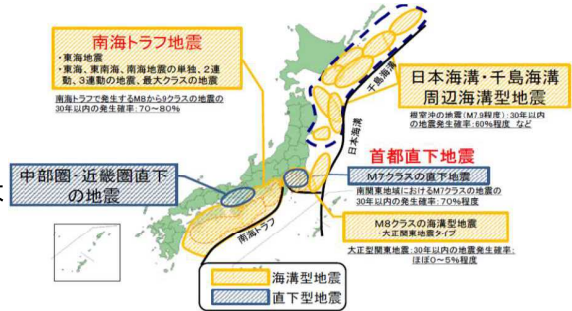 南海トラフ地震
・東海地震
・東海、東南海、南海地震の単独、2連
動、3連動の地震、最大クラスの地震
南海トラフで発生するM8から9クラスの地震の
30年以内の発生確率:70～80%
千島海溝
日本海溝・千島海溝
周辺海溝型地震
根室沖の地震(M7.9程度):30年以内
の地震発生確率:60%程度 など
日本海溝
首都直下地震
M7クラスの直下地震
南関東地域におけるM7クラスの地震の
30年以内の発生確率:70%程度
中部圏・近畿圏直下
の地震
M8クラスの海溝型地震
大正関東地震タイプ
大正型関東地震:30年以内の地震発生確率:
ほぼ0～5%程度
南海トラフ
海溝型地震
直下型地震